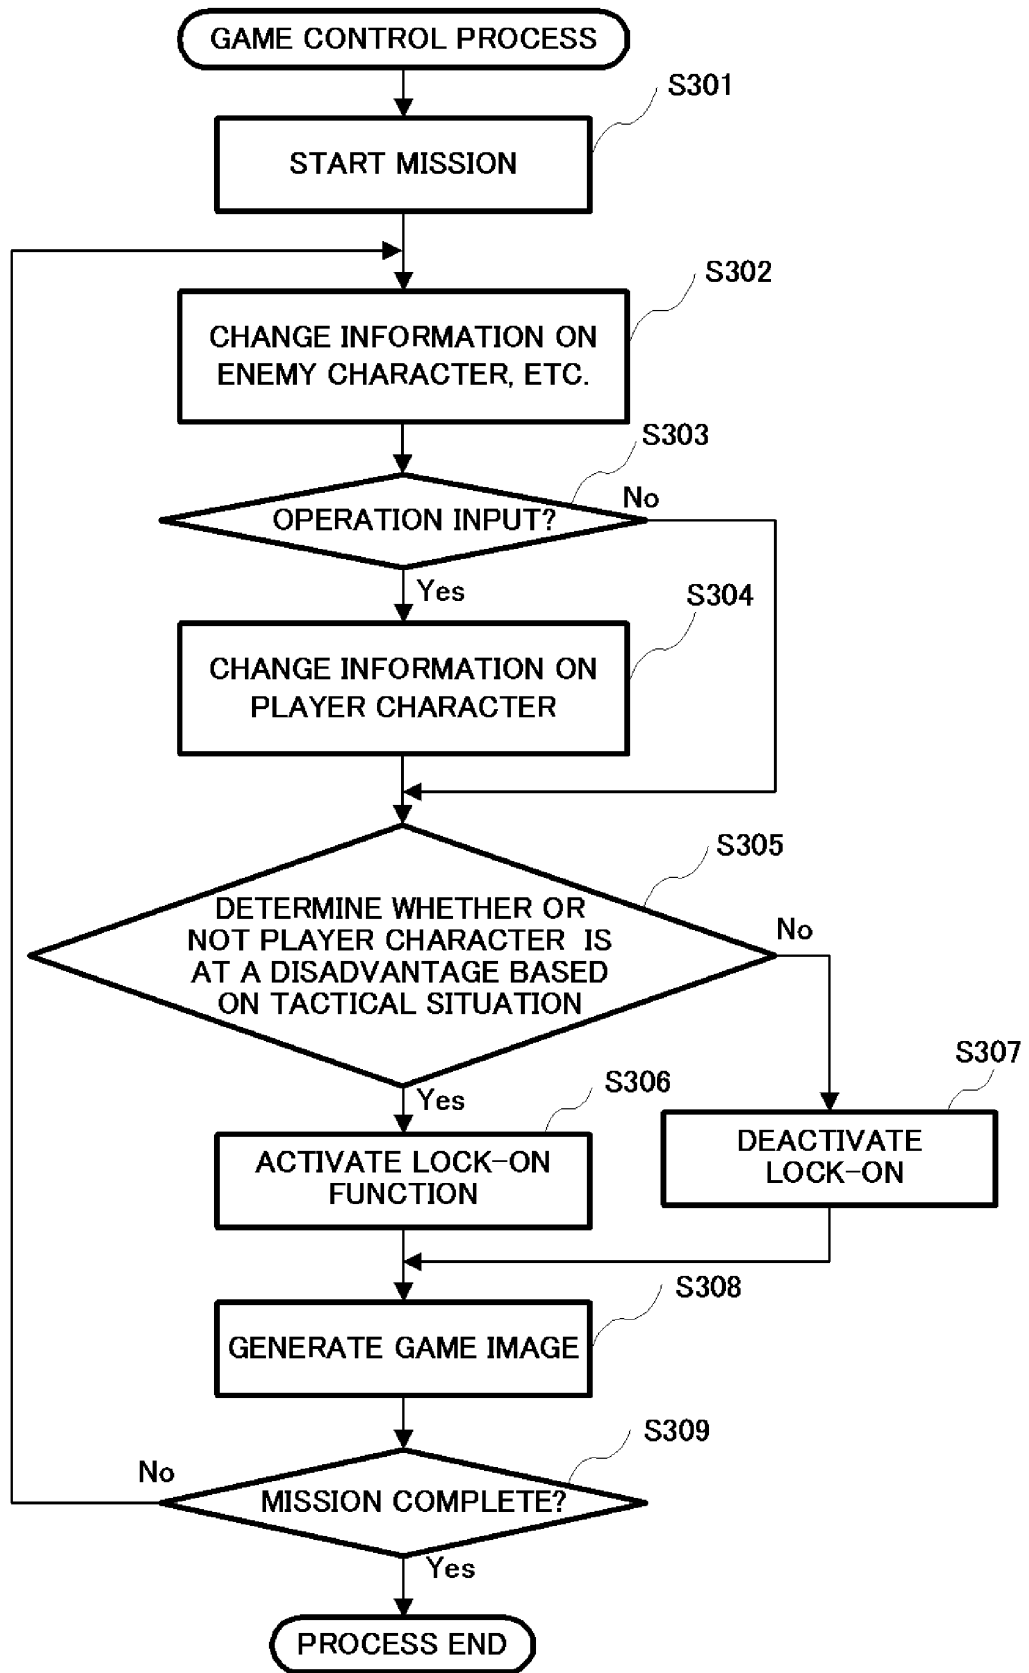 GAME CONTROL PROCESS
S301
START MISSION
S302
CHANGE INFORMATION ON
ENEMY CHARACTER, ETC.
S303
No
OPERATION INPUT?
Yes
S304
CHANGE INFORMATION ON
PLAYER CHARACTER
S305
DETERMINE WHETHER OR
NOT PLAYER CHARACTER IS
AT A DISADVANTAGE BASED
ON TACTICAL SITUATION
No
S307
S306
Yes
ACTIVATE LOCK-ON
FUNCTION
DEACTIVATE
LOCK-ON
S308
GENERATE GAME IMAGE
S309
No
MISSION COMPLETE?
Yes
PROCESS END